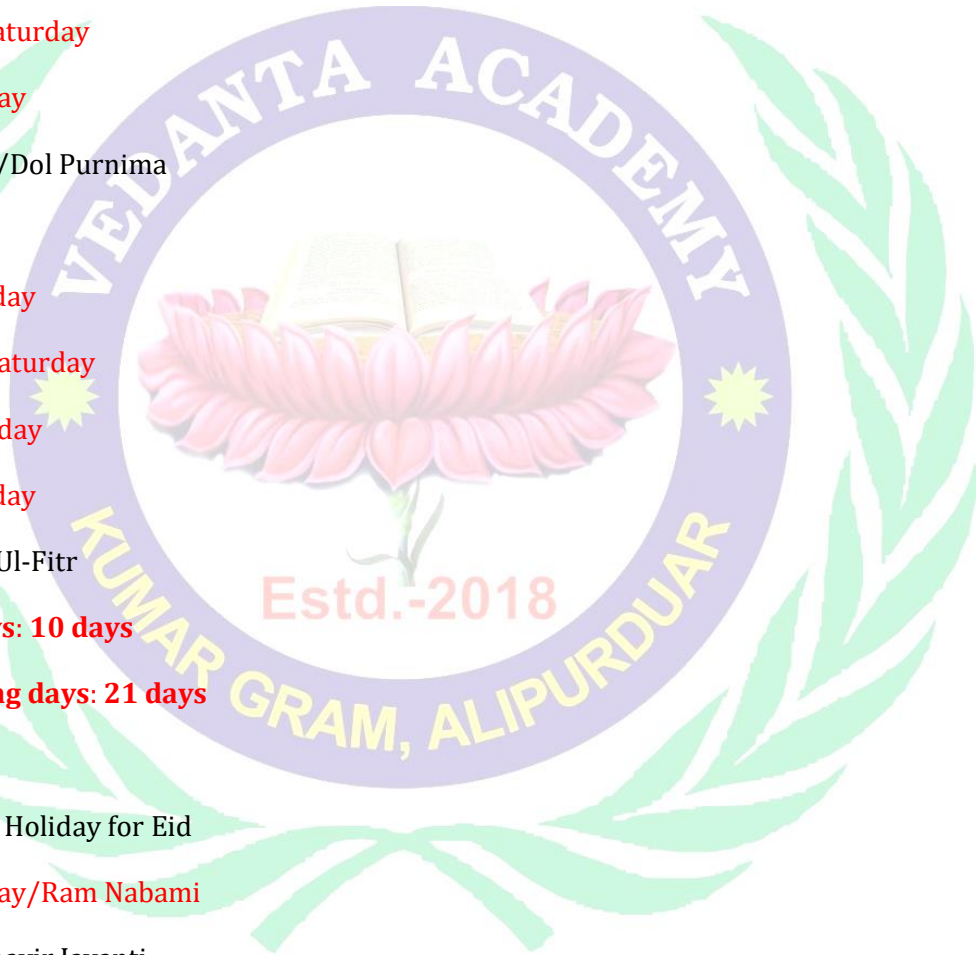 aturday
ay
/Dol Purnima
day
aturday
day
day
Ul-Fitr
s: 10 days
ng days: 21 days
Holiday for Eid
ay/Ram Nabami
VEDANTA ACADEMY
Estd.-2018
KUMAR GRAM, ALIPURDUAR